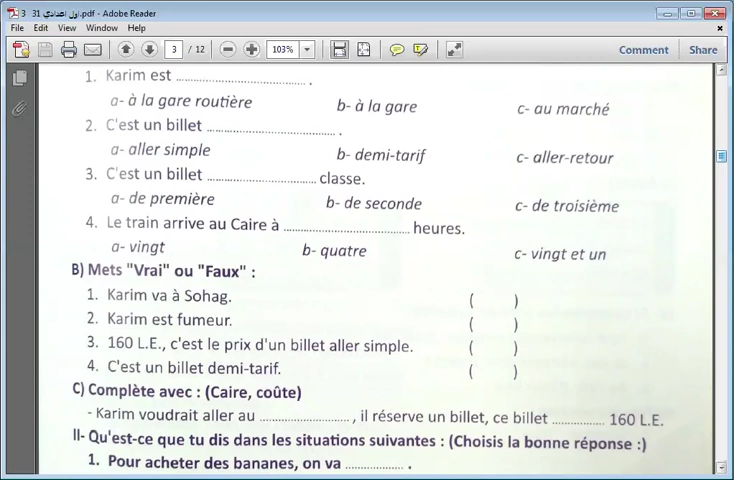 3 31 اول اعدادي.pdf - Adobe Reader
File Edit View Window Help
3 / 12 103% Comment Share
1. Karim est .................................... .
a- à la gare routière b- à la gare c- au marché
2. C'est un billet .................................... .
a- aller simple b- demi-tarif c- aller-retour
3. C'est un billet .............................. classe.
a- de première b- de seconde c- de troisième
4. Le train arrive au Caire à .................................... heures.
a- vingt b- quatre c- vingt et un
B) Mets "Vrai" ou "Faux" :
1. Karim va à Sohag. ( )
2. Karim est fumeur. ( )
3. 160 L.E., c'est le prix d'un billet aller simple. ( )
4. C'est un billet demi-tarif. ( )
C) Complète avec : (Caire, coûte)
- Karim voudrait aller au .......................... , il réserve un billet, ce billet ............... 160 L.E.
II- Qu'est-ce que tu dis dans les situations suivantes : (Choisis la bonne réponse :)
1. Pour acheter des bananes, on va ................. .